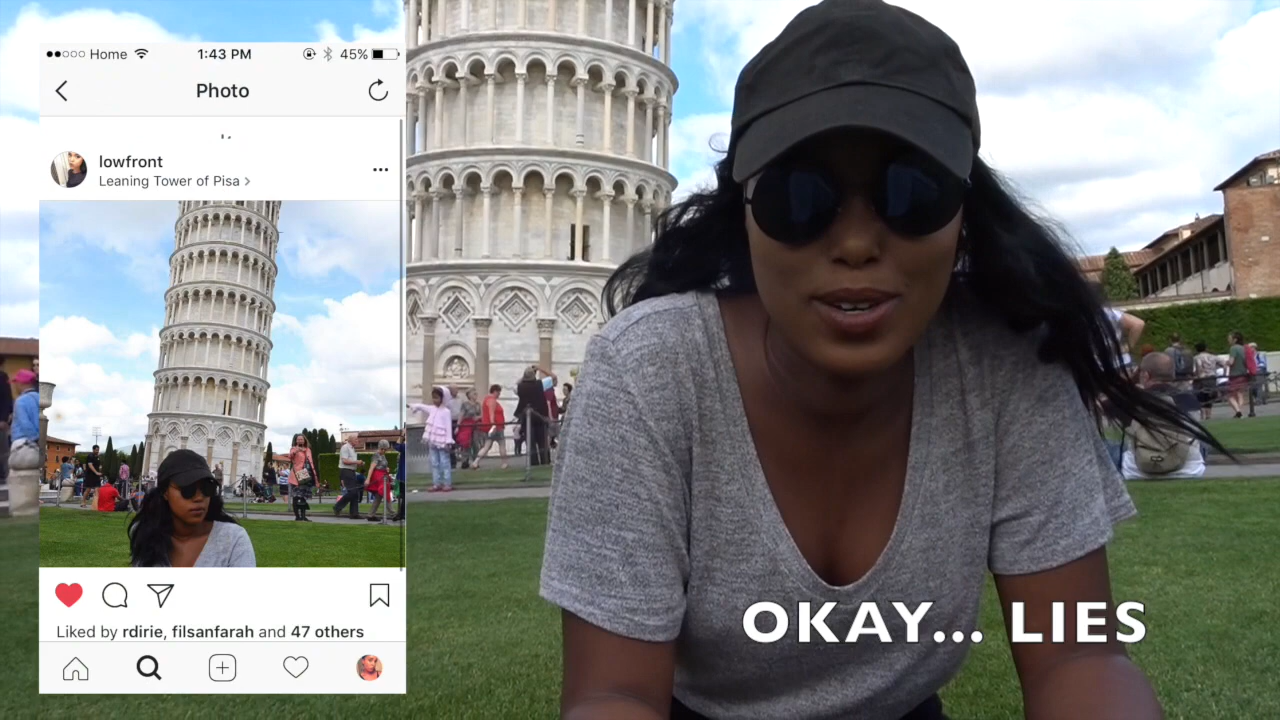 Home 1:43 PM 45%
Photo
lowfront
Leaning Tower of Pisa >
Liked by rdirie, filsanfarah and 47 others
OKAY... LIES